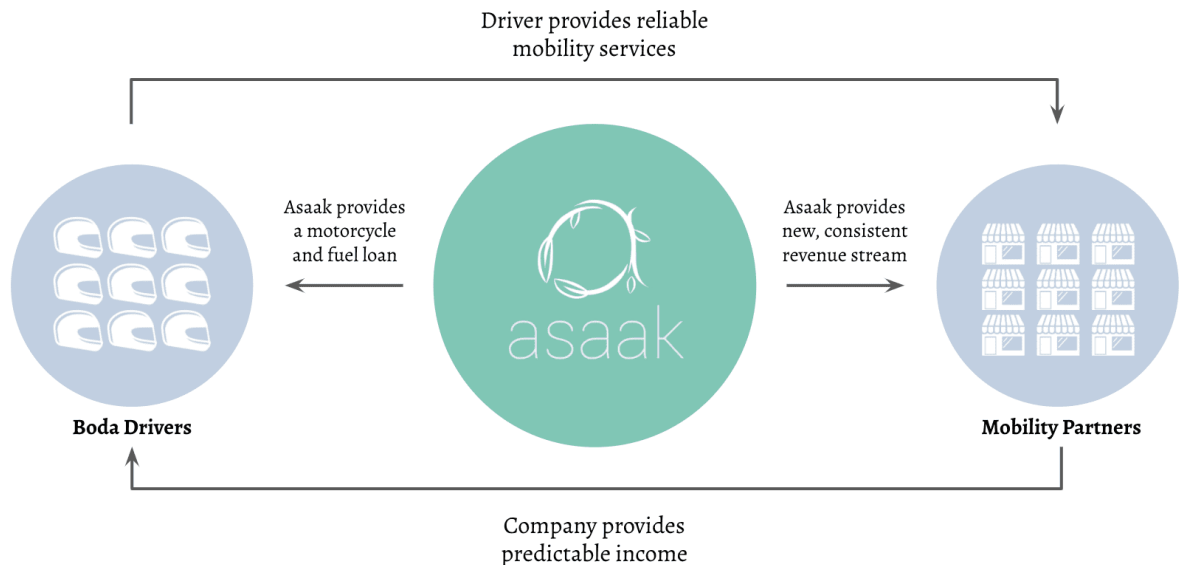 Driver provides reliable
mobility services
Asaak provides
a motorcycle
and fuel loan
asaak
Asaak provides
new, consistent
revenue stream
Boda Drivers
Mobility Partners
Company provides
predictable income